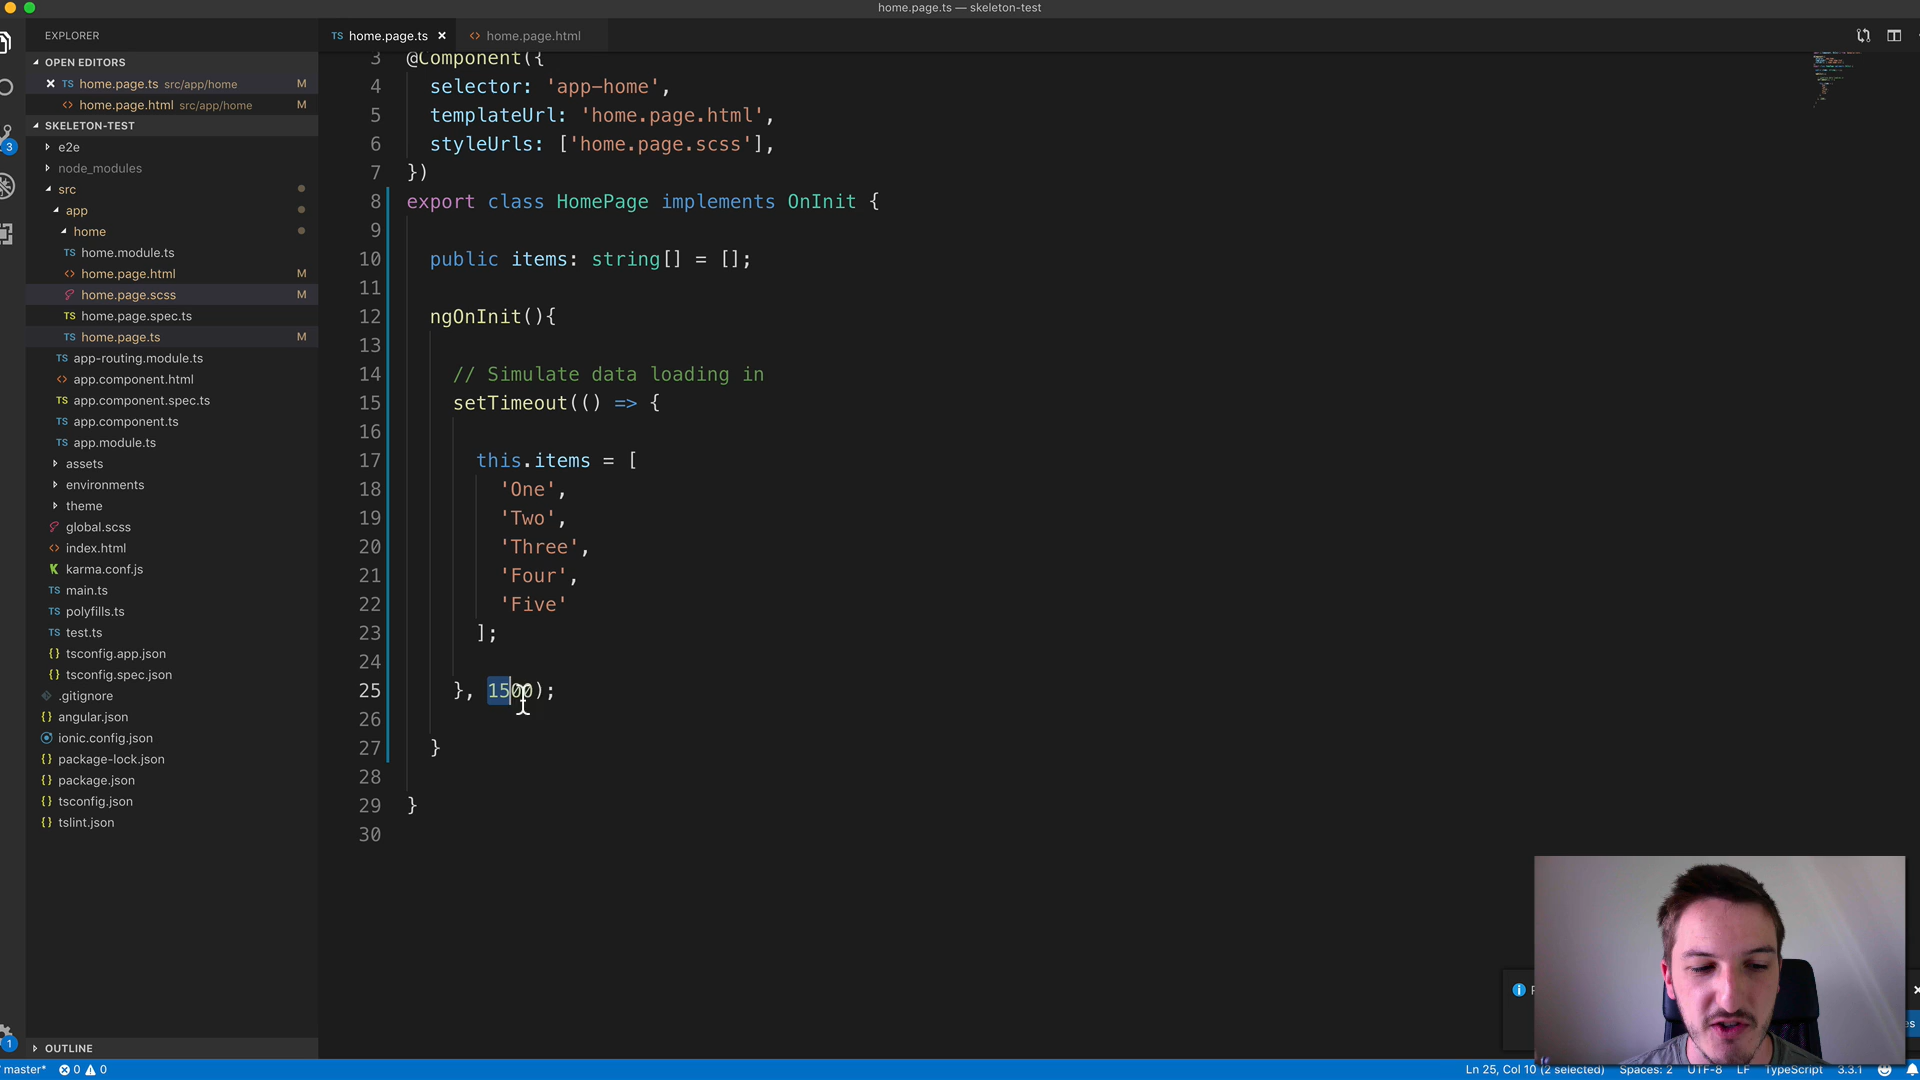 home.page.ts — skeleton-test
EXPLORER
OPEN EDITORS
home.page.ts src/app/home M
home.page.html src/app/home M
SKELETON-TEST
e2e
node_modules
src
app
home
TS home.module.ts
<> home.page.html M
home.page.scss M
TS home.page.spec.ts
TS home.page.ts M
TS app-routing.module.ts
<> app.component.html
TS app.component.spec.ts
TS app.component.ts
TS app.module.ts
assets
environments
theme
global.scss
<> index.html
karma.conf.js
TS main.ts
TS polyfills.ts
TS test.ts
{} tsconfig.app.json
{} tsconfig.spec.json
.gitignore
{} angular.json
ionic.config.json
{} package-lock.json
{} package.json
{} tsconfig.json
{} tslint.json
OUTLINE
3
1
TS home.page.ts
<> home.page.html
3 @Component({
4 selector: 'app-home',
5 templateUrl: 'home.page.html',
6 styleUrls: ['home.page.scss'],
7 })
8 export class HomePage implements OnInit {
9
10 public items: string[] = [];
11
12 ngOnInit(){
13
14 // Simulate data loading in
15 setTimeout(() => {
16
17 this.items = [
18 'One',
19 'Two',
20 'Three',
21 'Four',
22 'Five'
23 ];
24
25 }, 1500);
26
27 }
28
29 }
30
master* 0 0
Ln 25, Col 10 (2 selected) Spaces: 2 UTF-8 LF TypeScript 3.3.1